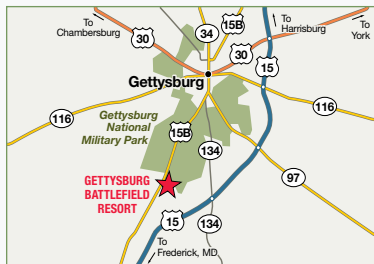 To
Chambersburg
30
34
15B
To
Harrisburg
To
York
30
15
Gettysburg
116
Gettysburg
National
Military Park
15B
116
134
97
GETTYSBURG
BATTLEFIELD
RESORT
15
134
To
Frederick, MD